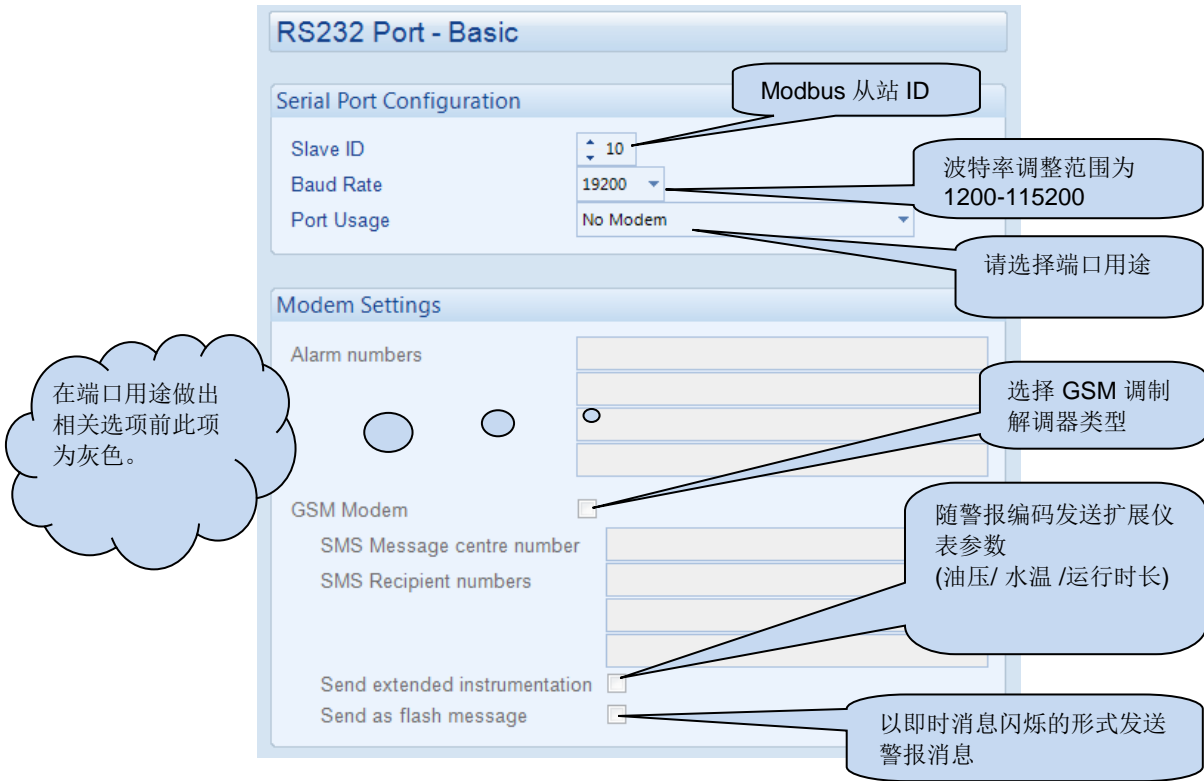 RS232 Port - Basic
Serial Port Configuration
Modbus 从站 ID
Slave ID
10
Baud Rate
19200
波特率调整范围为
1200-115200
Port Usage
No Modem
请选择端口用途
Modem Settings
Alarm numbers
在端口用途做出
相关选项前此项
为灰色。
选择 GSM 调制
解调器类型
GSM Modem
SMS Message centre number
SMS Recipient numbers
随警报编码发送扩展仪
表参数
(油压/ 水温 /运行时长)
Send extended instrumentation
Send as flash message
以即时消息闪烁的形式发送
警报消息